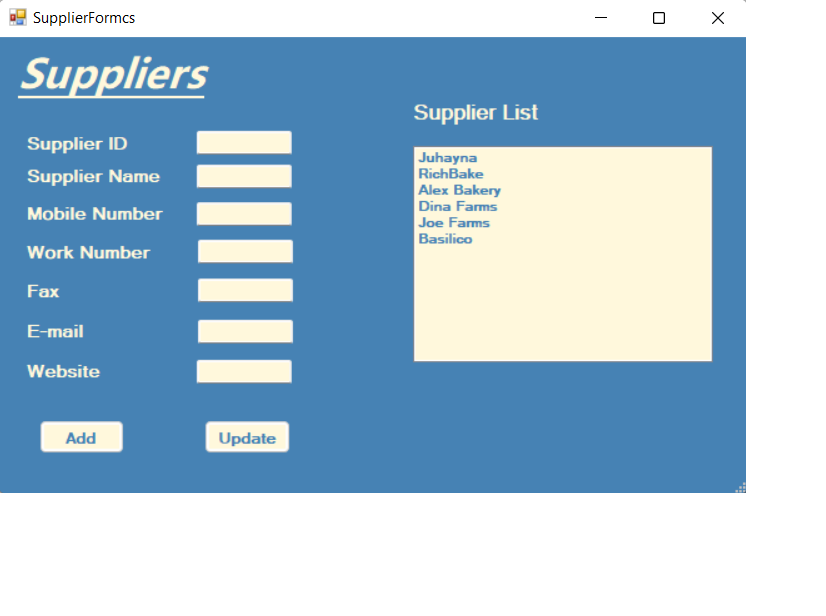 SupplierFormcs
Suppliers
Supplier ID
Supplier Name
Mobile Number
Work Number
Fax
E-mail
Website
Add
Update
Supplier List
Juhayna
RichBake
Alex Bakery
Dina Farms
Joe Farms
Basilico